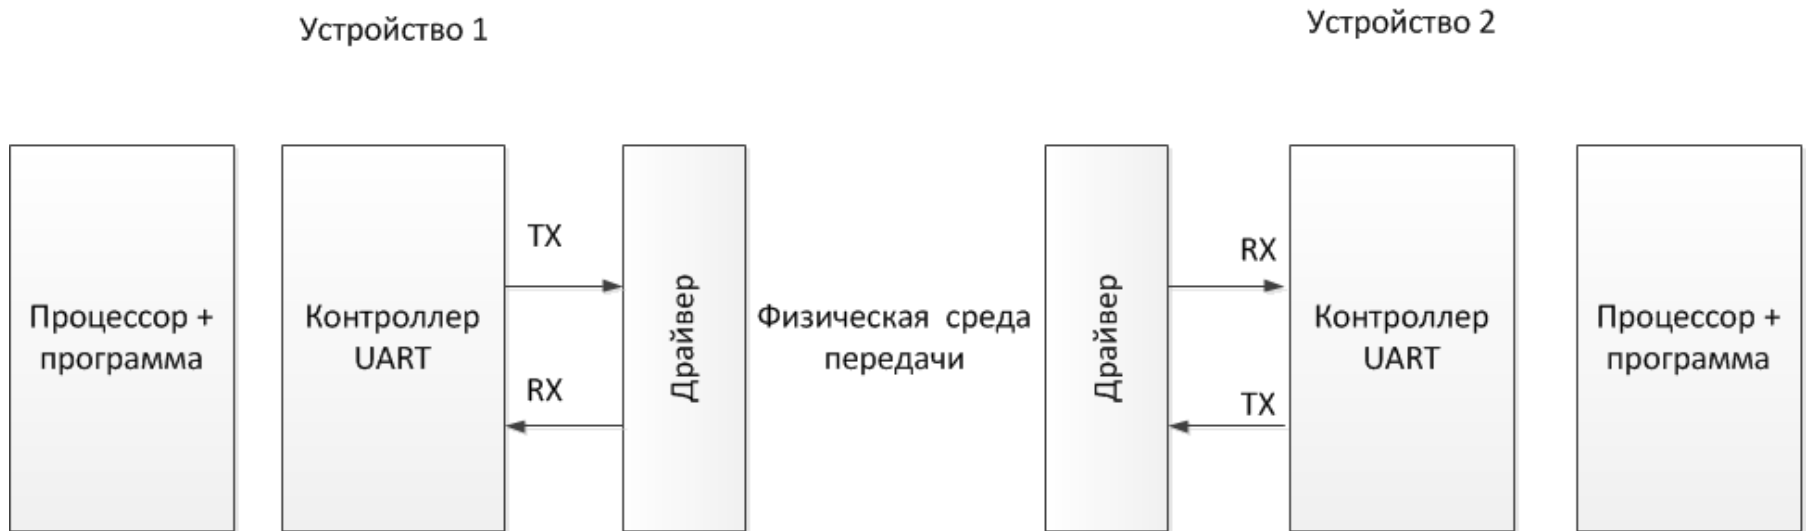 Устройство 1
Устройство 2
Процессор +
программа
Контроллер
UART
TX
RX
Драйвер
Физическая среда
передачи
Драйвер
RX
TX
Контроллер
UART
Процессор +
программа